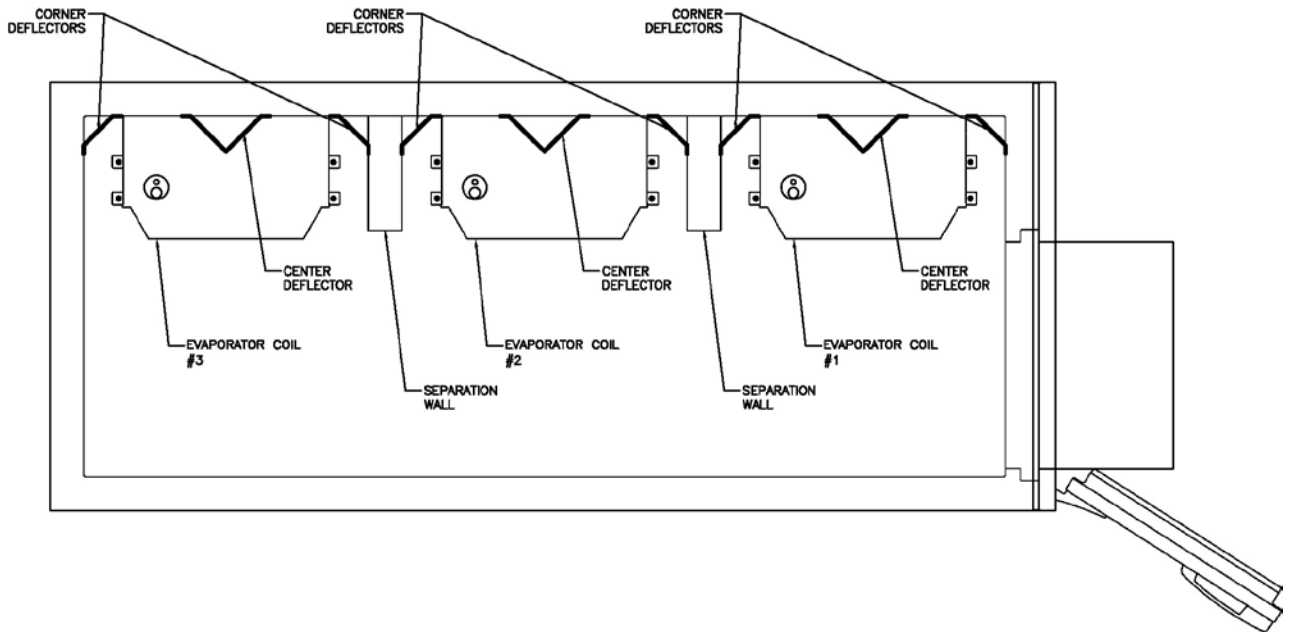 CORNER
DEFLECTORS
CORNER
DEFLECTORS
CORNER
DEFLECTORS
CENTER
DEFLECTOR
CENTER
DEFLECTOR
CENTER
DEFLECTOR
EVAPORATOR COIL
#3
EVAPORATOR COIL
#2
EVAPORATOR COIL
#1
SEPARATION
WALL
SEPARATION
WALL